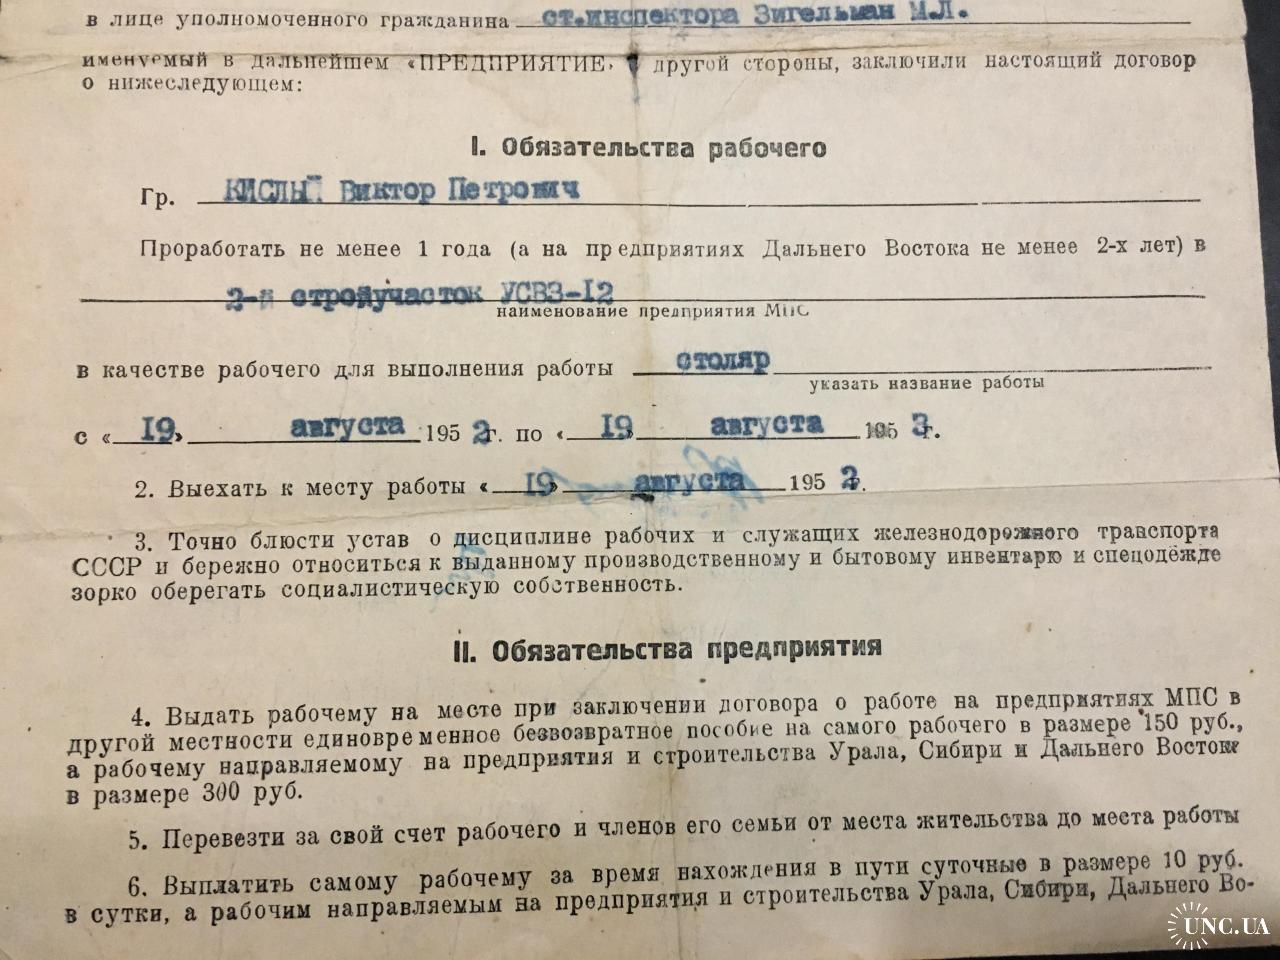 в лице уполномоченного гражданина ст.инспектора Зигельман М.Л.
именуемый в дальнейшем «ПРЕДПРИЯТИЕ» другой стороны, заключили настоящий договор
о нижеследующем:
I. Обязательства рабочего
Гр. КИСЛЫЙ Виктор Петрович
Проработать не менее 1 года (а на предприятиях Дальнего Востока не менее 2-х лет) в
2-й стройучасток УСВЗ-12
наименование предприятия МПС
в качестве рабочего для выполнения работы столяр
указать название работы
с «19» августа 1952 г. по «19» августа 1953 г.
2. Выехать к месту работы «19» августа 1952 г.
3. Точно блюсти устав о дисциплине рабочих и служащих железнодорожного транспорта
СССР и бережно относиться к выданному производственному и бытовому инвентарю и спецодежде
зорко оберегать социалистическую собственность.
II. Обязательства предприятия
4. Выдать рабочему на месте при заключении договора о работе на предприятиях МПС в
другой местности единовременное безвозвратное пособие на самого рабочего в размере 150 руб.,
а рабочему направляемому на предприятия и строительства Урала, Сибири и Дальнего Востоке
в размере 300 руб.
5. Перевезти за свой счет рабочего и членов его семьи от места жительства до места работы
6. Выплатить самому рабочему за время нахождения в пути суточные в размере 10 руб.
в сутки, а рабочим направляемым на предприятия и строительства Урала, Сибири, Дальнего Во-
UNC.UA